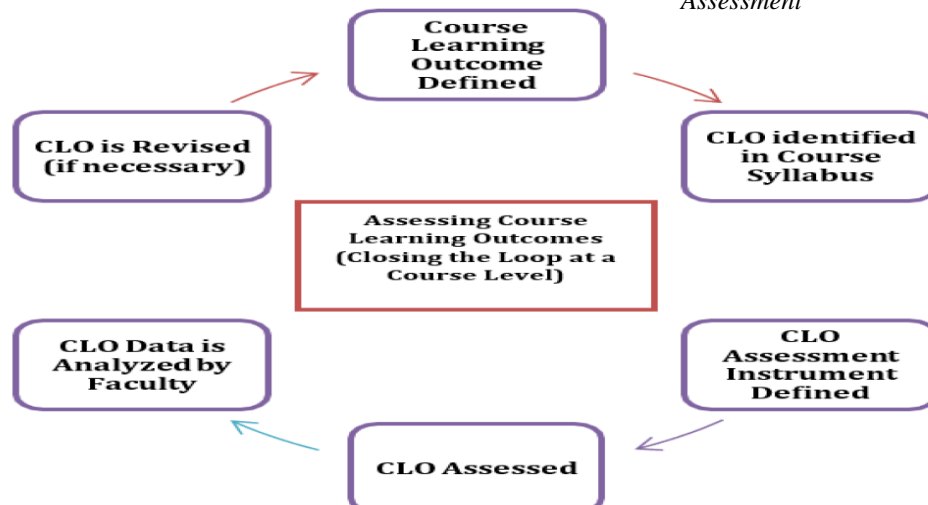 Assessment
Course
Learning
Outcome
Defined
CLO identified
in Course
Syllabus
CLO
Assessment
Instrument
Defined
CLO Assessed
CLO Data is
Analyzed by
Faculty
CLO is Revised
(if necessary)
Assessing Course
Learning Outcomes
(Closing the Loop at a
Course Level)